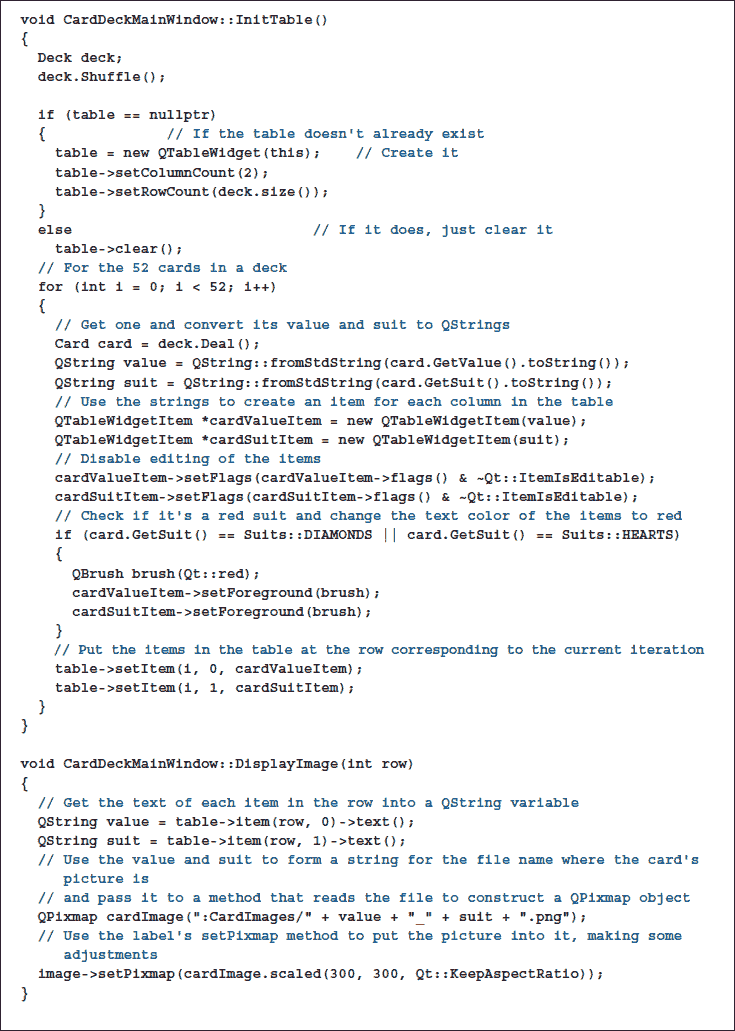 void CardDeckMainWindow::InitTable()
{
  Deck deck;
  deck.Shuffle();

  if (table == nullptr)
  {              // If the table doesn't already exist
    table = new QTableWidget(this);    // Create it
    table->setColumnCount(2);
    table->setRowCount(deck.size());
  }
  else                            // If it does, just clear it
    table->clear();
  // For the 52 cards in a deck
  for (int i = 0; i < 52; i++)
  {
    // Get one and convert its value and suit to QStrings
    Card card = deck.Deal();
    QString value = QString::fromStdString(card.GetValue().toString());
    QString suit = QString::fromStdString(card.GetSuit().toString());
    // Use the strings to create an item for each column in the table
    QTableWidgetItem *cardValueItem = new QTableWidgetItem(value);
    QTableWidgetItem *cardSuitItem = new QTableWidgetItem(suit);
    // Disable editing of the items
    cardValueItem->setFlags(cardValueItem->flags() & ~Qt::ItemIsEditable);
    cardSuitItem->setFlags(cardSuitItem->flags() & ~Qt::ItemIsEditable);
    // Check if it's a red suit and change the text color of the items to red
    if (card.GetSuit() == Suits::DIAMONDS || card.GetSuit() == Suits::HEARTS)
    {
      QBrush brush(Qt::red);
      cardValueItem->setForeground(brush);
      cardSuitItem->setForeground(brush);
    }
    // Put the items in the table at the row corresponding to the current iteration
    table->setItem(i, 0, cardValueItem);
    table->setItem(i, 1, cardSuitItem);
  }
}

void CardDeckMainWindow::DisplayImage(int row)
{
  // Get the text of each item in the row into a QString variable
  QString value = table->item(row, 0)->text();
  QString suit = table->item(row, 1)->text();
  // Use the value and suit to form a string for the file name where the card's
     picture is
  // and pass it to a method that reads the file to construct a QPixmap object
  QPixmap cardImage(":CardImages/" + value + "_" + suit + ".png");
  // Use the label's setPixmap method to put the picture into it, making some
     adjustments
  image->setPixmap(cardImage.scaled(300, 300, Qt::KeepAspectRatio));
}